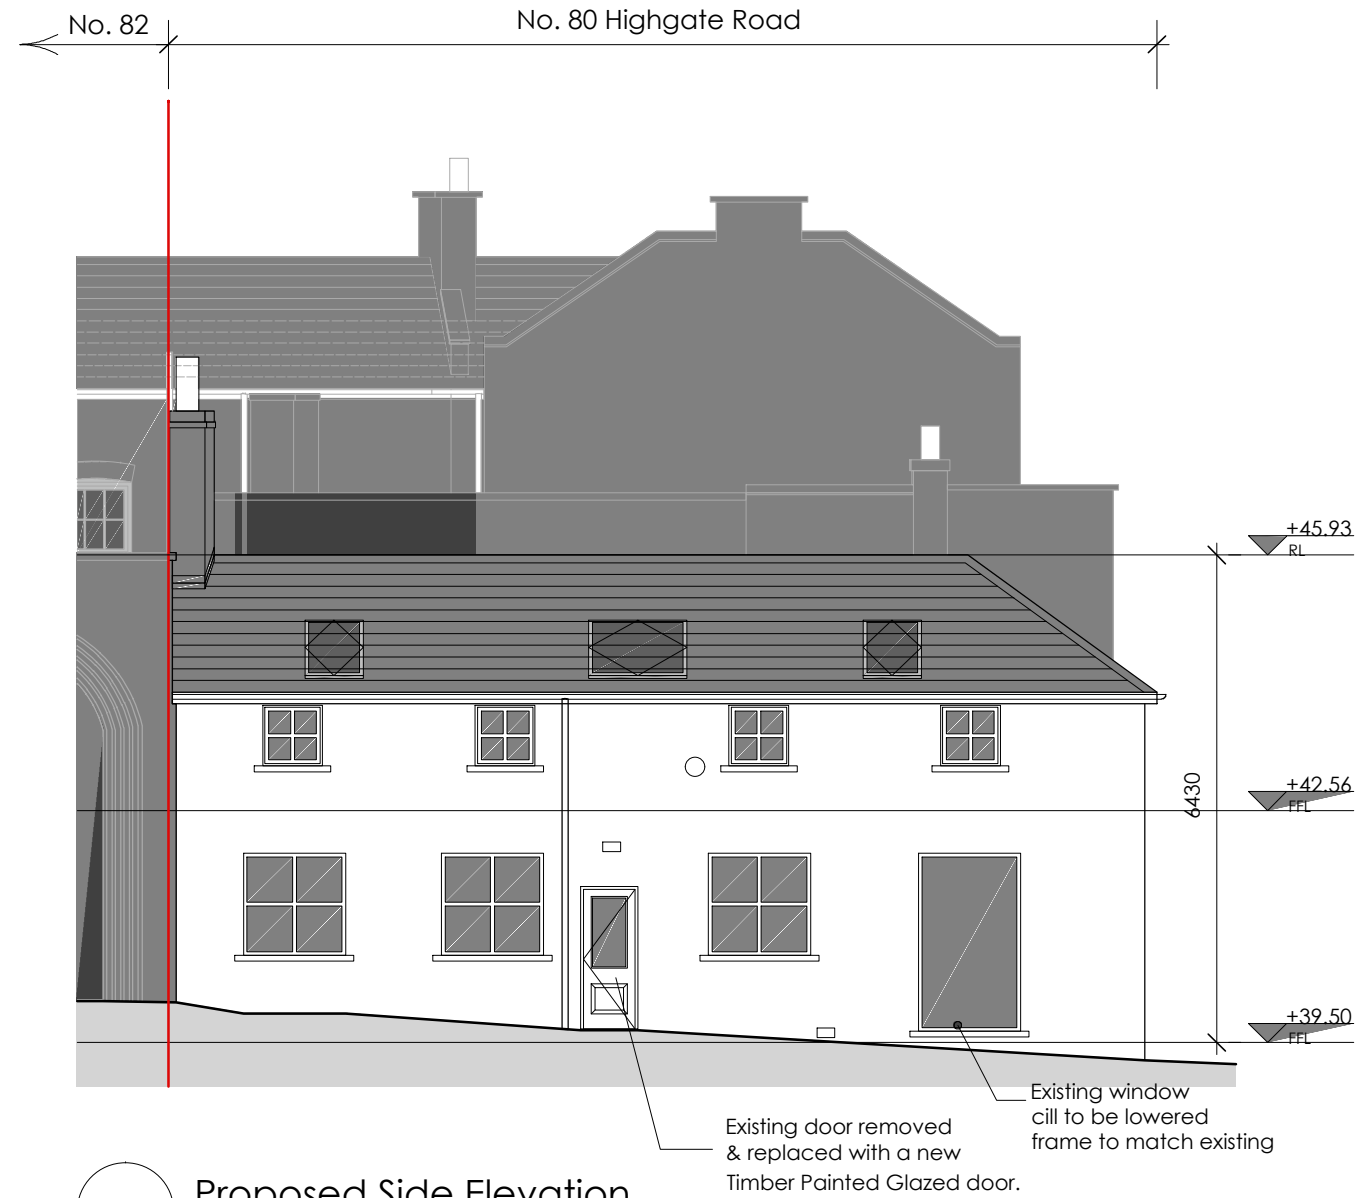 No. 82
No. 80 Highgate Road
+45.93
RL
+42.56
FFL
6430
+39.50
FFL
Existing window
cill to be lowered
frame to match existing
Existing door removed
& replaced with a new
Timber Painted Glazed door.
Proposed Side Elevation